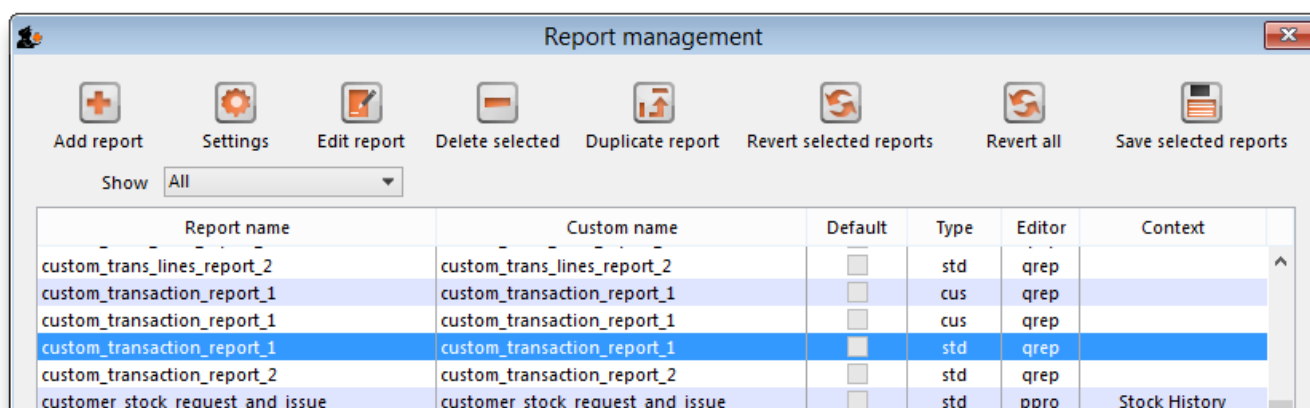 Report management
Add report Settings Edit report Delete selected Duplicate report Revert selected reports Revert all Save selected reports
Show All
Report name Custom name Default Type Editor Context
custom_trans_lines_report_2 custom_trans_lines_report_2 std qrep
custom_transaction_report_1 custom_transaction_report_1 cus qrep
custom_transaction_report_1 custom_transaction_report_1 cus qrep
custom_transaction_report_1 custom_transaction_report_1 std qrep
custom_transaction_report_2 custom_transaction_report_2 std qrep
customer_stock_request_and_issue customer_stock_request_and_issue std ppro Stock History